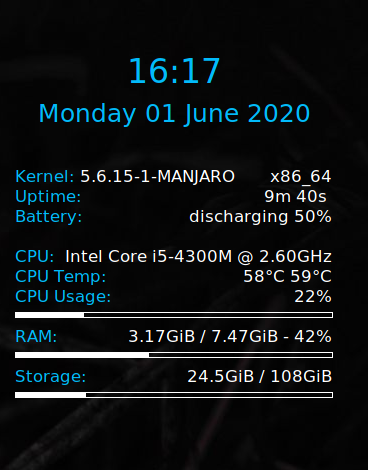 16:17
Monday 01 June 2020
Kernel: 5.6.15-1-MANJARO x86_64
Uptime: 9m 40s
Battery: discharging 50%
CPU: Intel Core i5-4300M @ 2.60GHz
CPU Temp: 58°C 59°C
CPU Usage: 22%
RAM: 3.17GiB / 7.47GiB - 42%
Storage: 24.5GiB / 108GiB